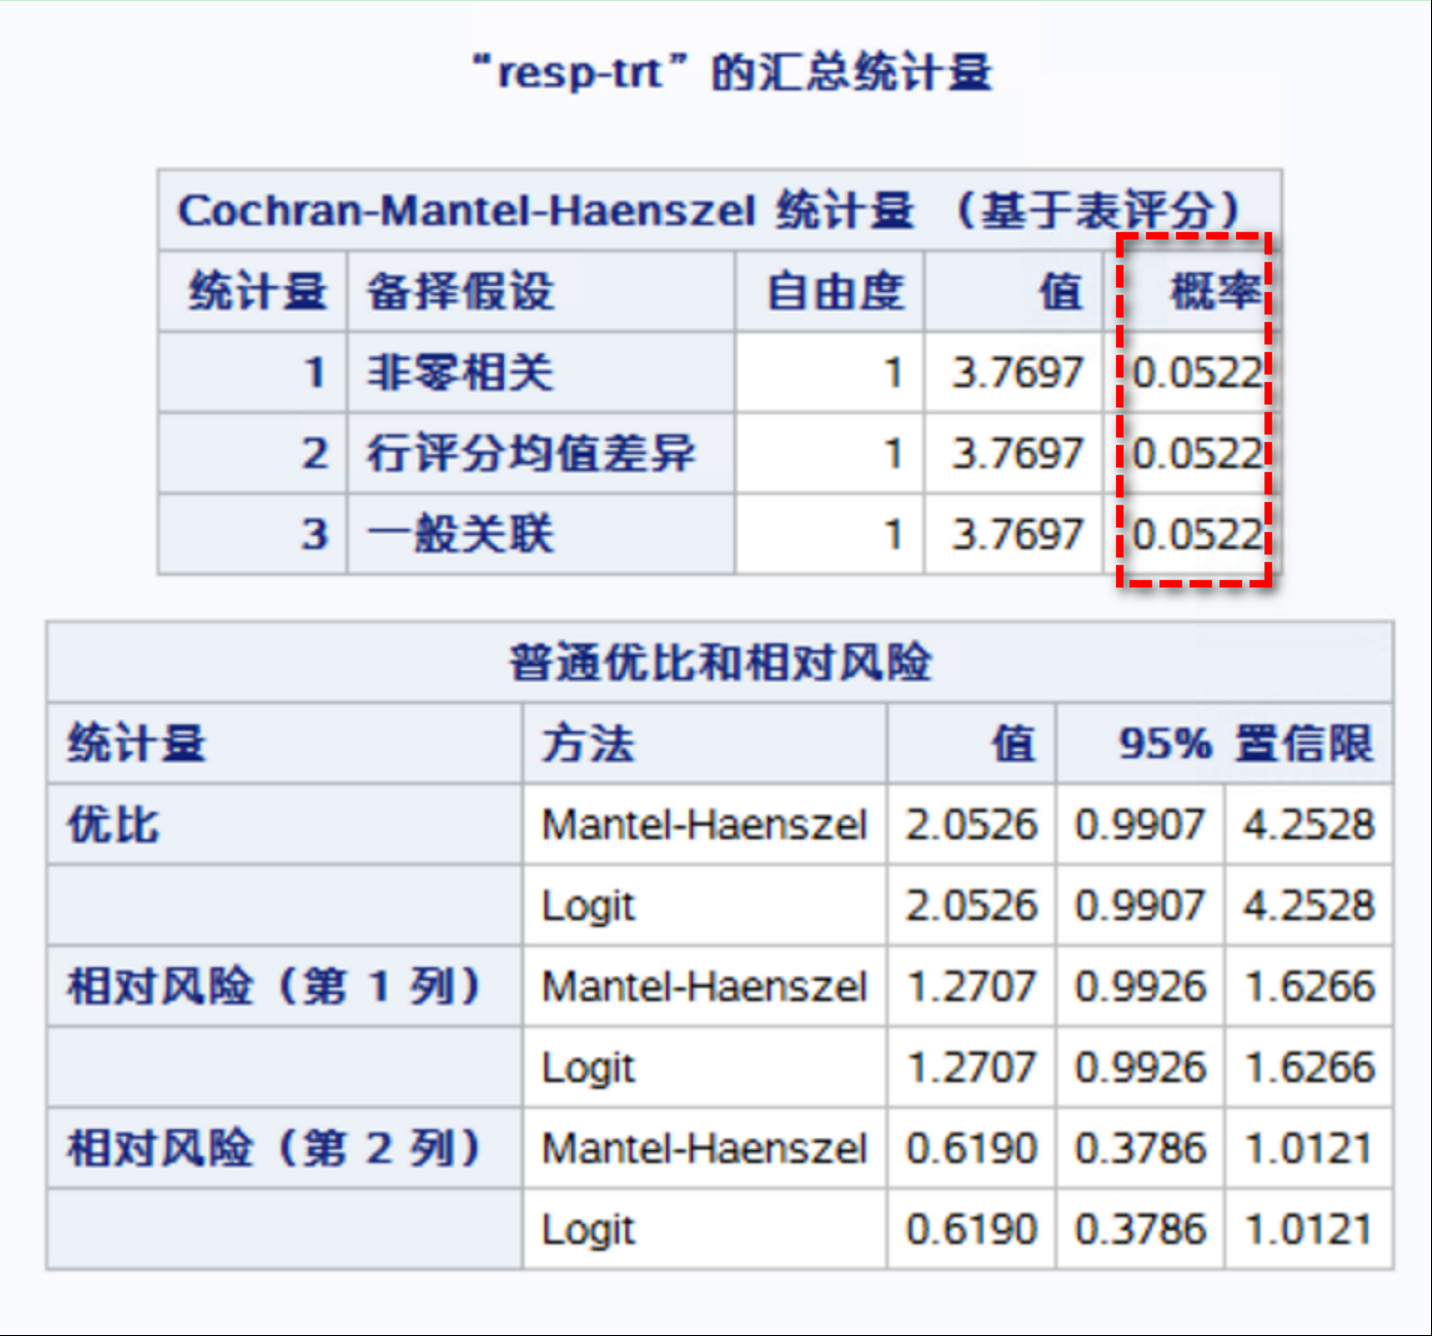 “resp-trt”的汇总统计量
Cochran-Mantel-Haenszel 统计量 （基于表评分）
统计量 备择假设 自由度 值 概率
1 非零相关 1 3.7697 0.0522
2 行评分均值差异 1 3.7697 0.0522
3 一般关联 1 3.7697 0.0522
普通优比和相对风险
统计量 方法 值 95% 置信限
优比 Mantel-Haenszel 2.0526 0.9907 4.2528
Logit 2.0526 0.9907 4.2528
相对风险（第 1 列） Mantel-Haenszel 1.2707 0.9926 1.6266
Logit 1.2707 0.9926 1.6266
相对风险（第 2 列） Mantel-Haenszel 0.6190 0.3786 1.0121
Logit 0.6190 0.3786 1.0121